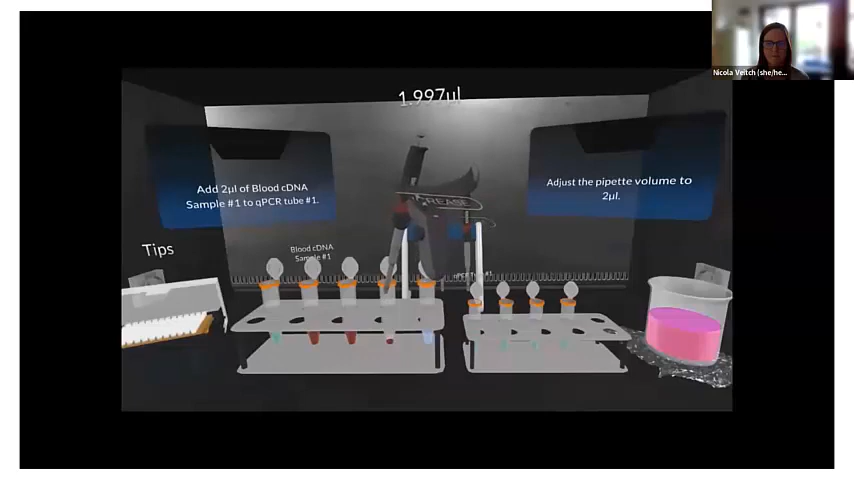 Nicola Veitch (she/he...
1.997µl
Add 2µl of Blood cDNA
Sample #1 to qPCR tube #1.
Adjust the pipette volume to
2µl.
CREASE
Tips
Blood cDNA
Sample #1